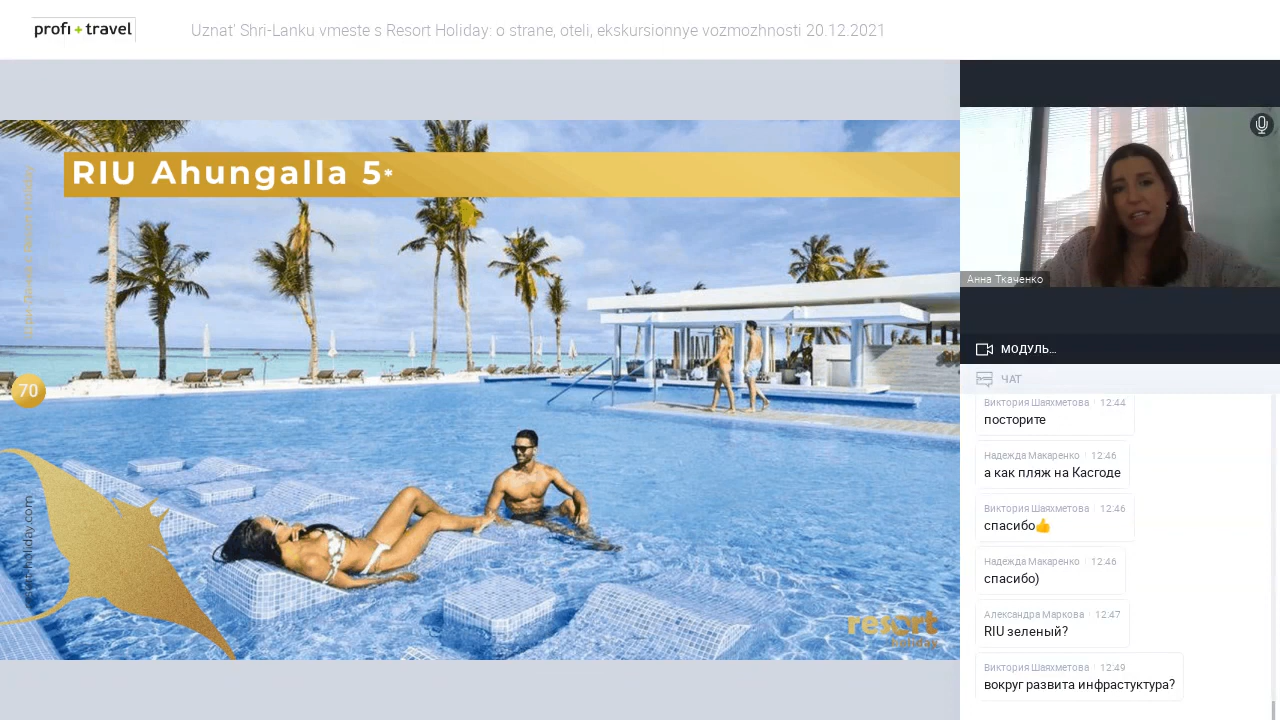 profi + travel
Uznat' Shri-Lanku vmeste s Resort Holiday: o strane, oteli, ekskursionnye vozmozhnosti 20.12.2021
RIU Ahungalla 5*
70
resort
holiday
Анна Ткаченко
МОДУЛЬ...
ЧАТ
Виктория Шаяхметова 12:44
посторите
Надежда Макаренко 12:46
а как пляж на Касгоде
Виктория Шаяхметова 12:46
спасибо👍
Надежда Макаренко 12:46
спасибо)
Александра Маркова 12:47
RIU зеленый?
Виктория Шаяхметова 12:49
вокруг развита инфрастуктура?